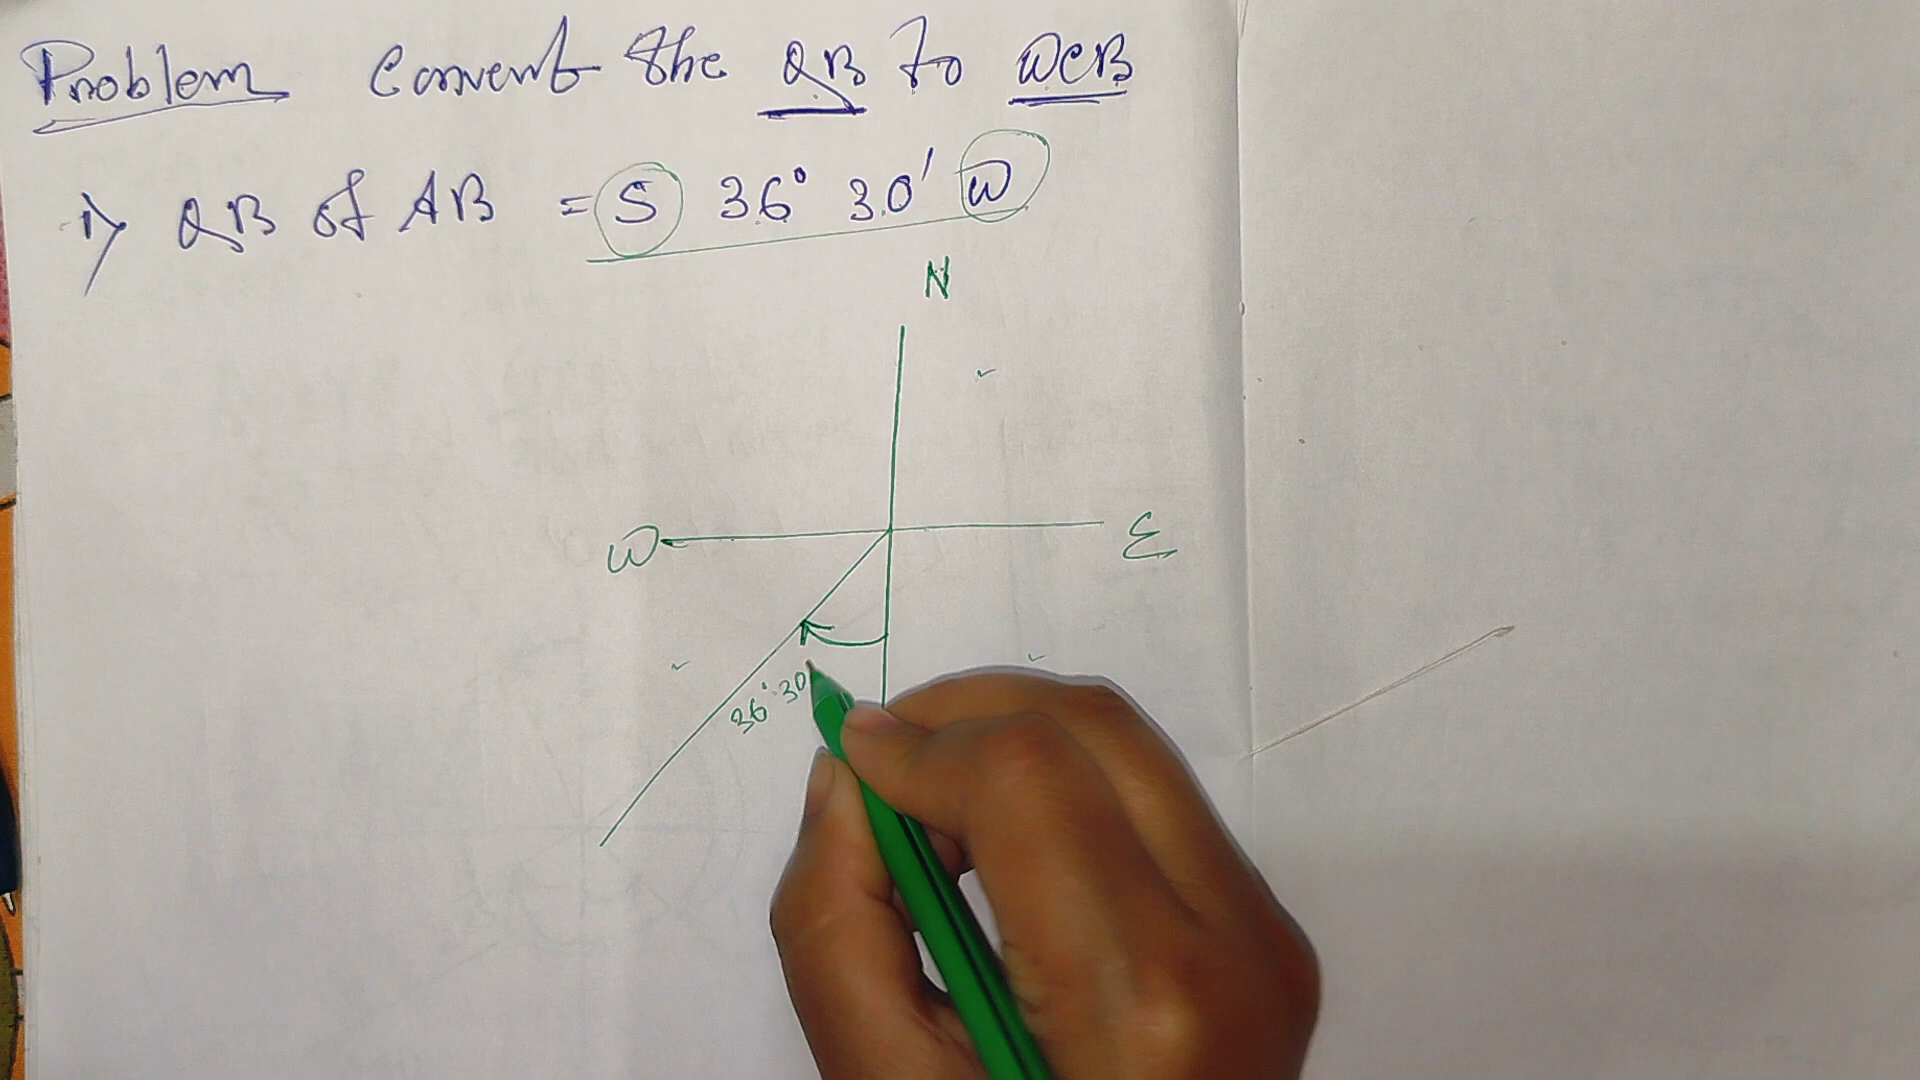 Problem Convert the QB to WCB
1) QB of AB = S 36° 30' W
N
W
E
36° 30